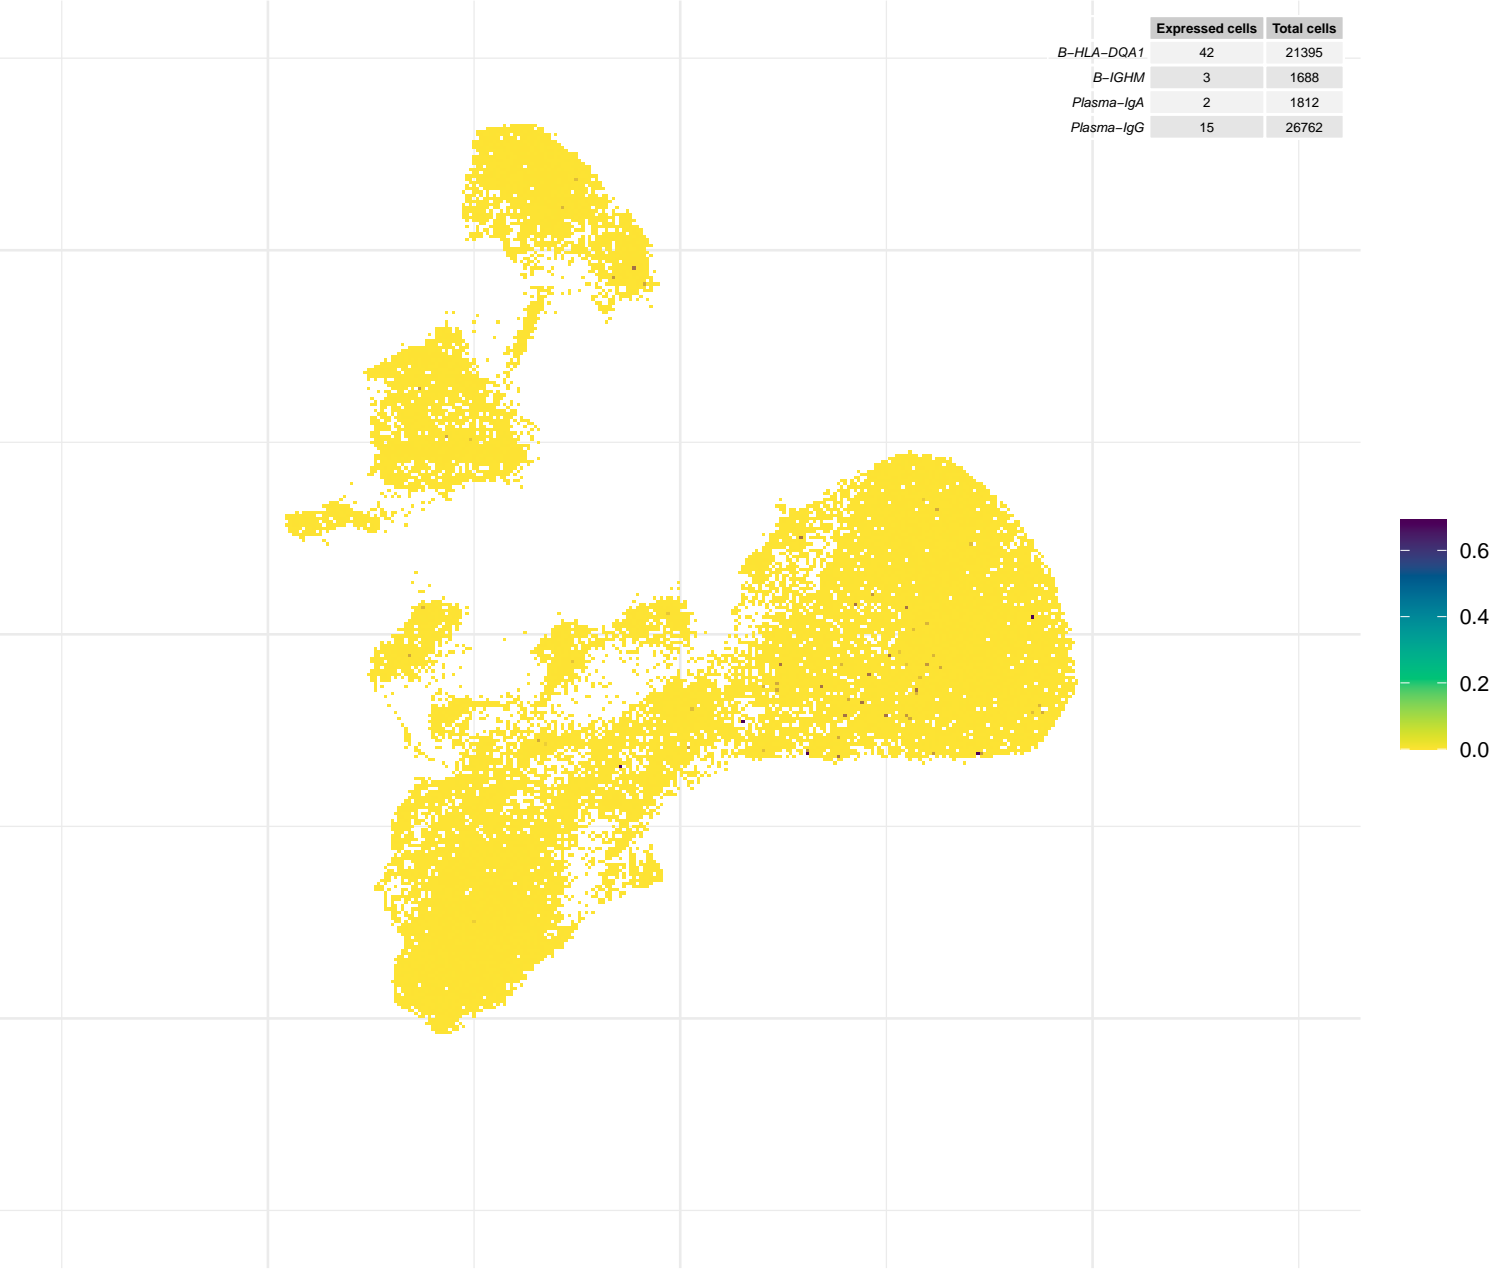 Expressed cells Total cells
B−HLA−DQA1 42 21395
B−IGHM 3 1688
Plasma−IgA 2 1812
Plasma−IgG 15 26762
0.6
0.4
0.2
0.0